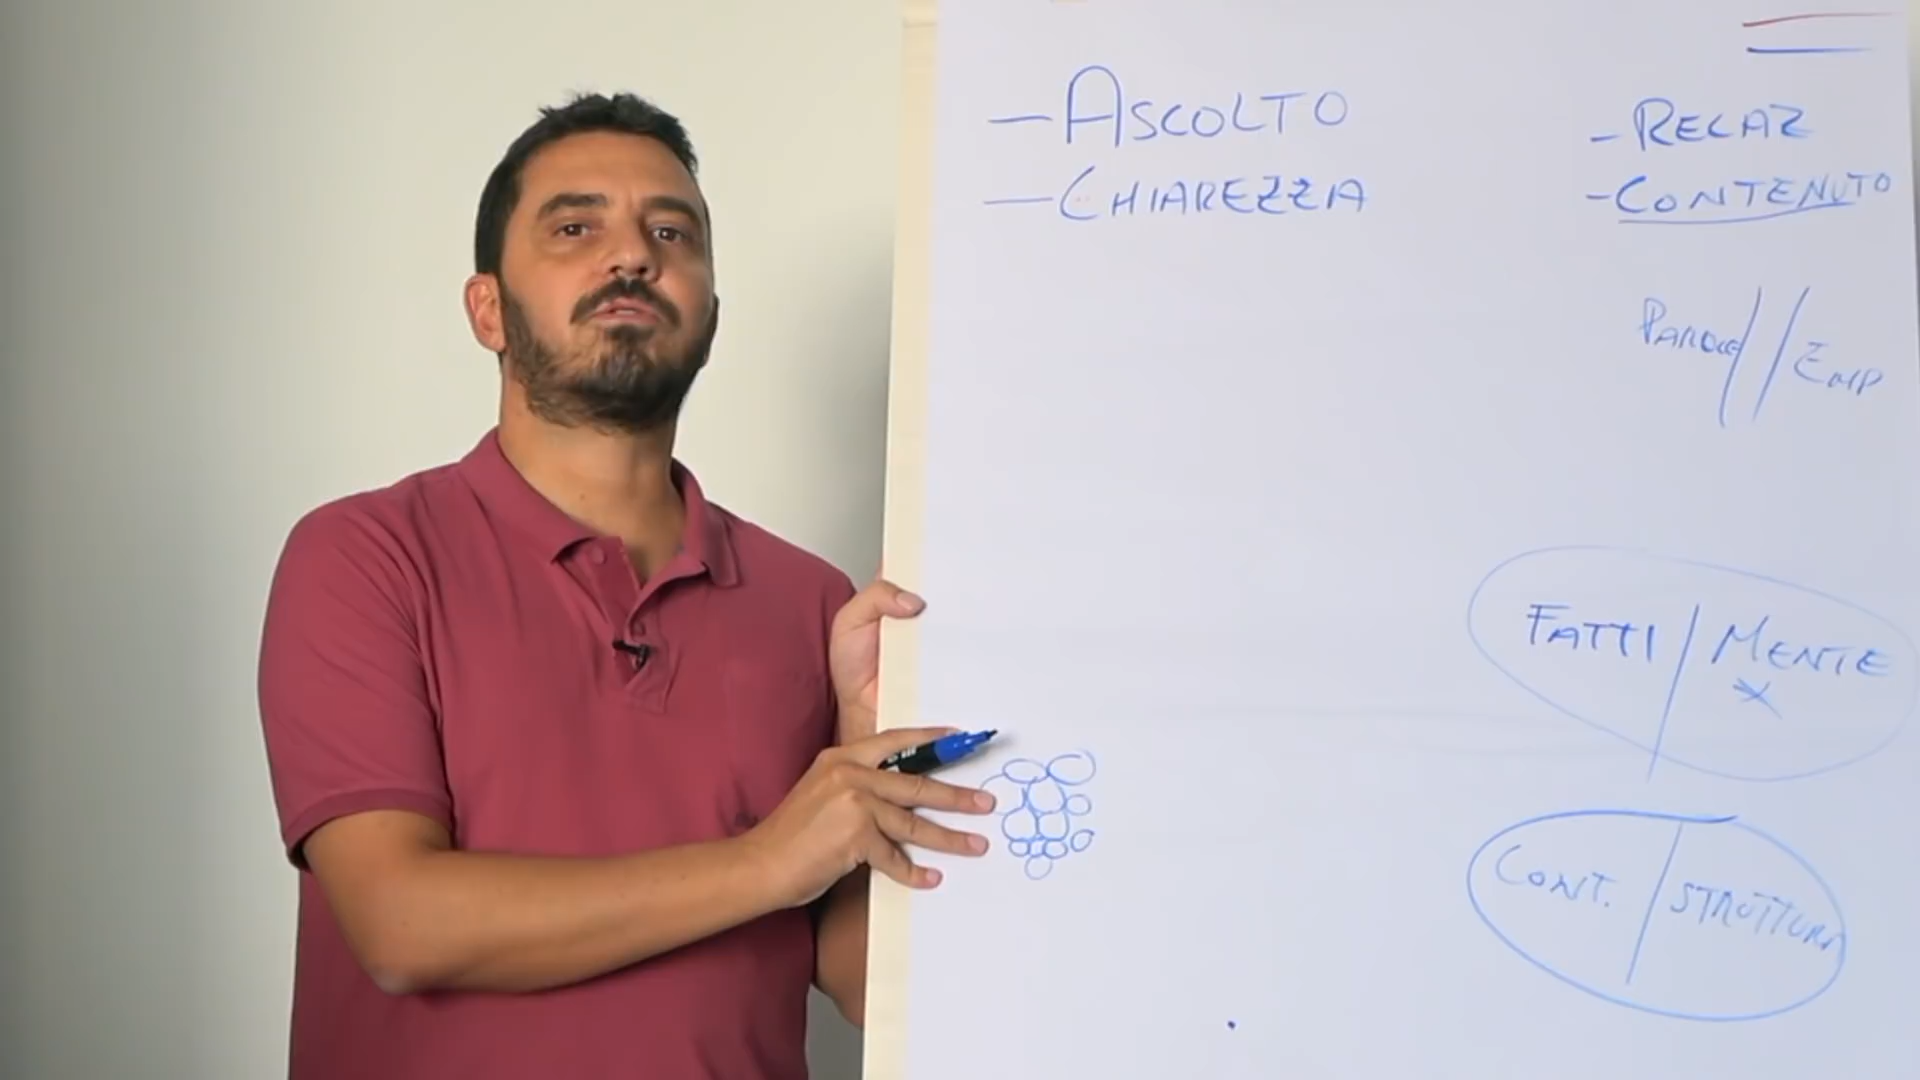 - ASCOLTO
- CHIAREZZA
- RELAZ
- CONTENUTO
PAROLE // EMP
FATTI / MENTE
CONT. / STRUTTURA